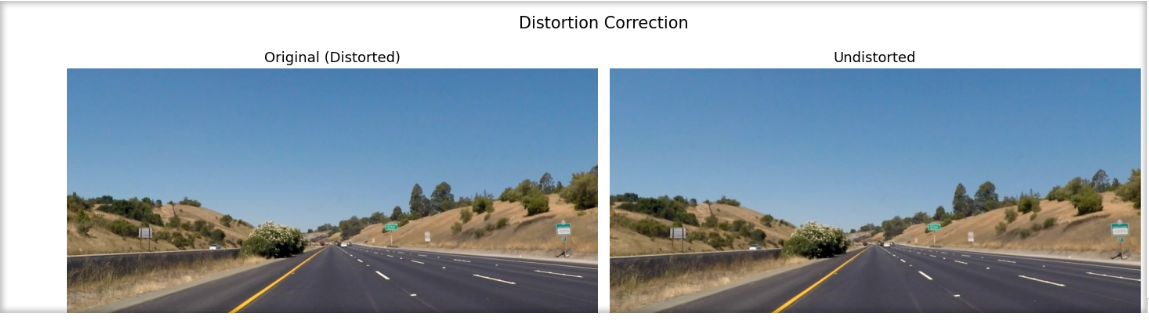 Distortion Correction
Original (Distorted)
Undistorted